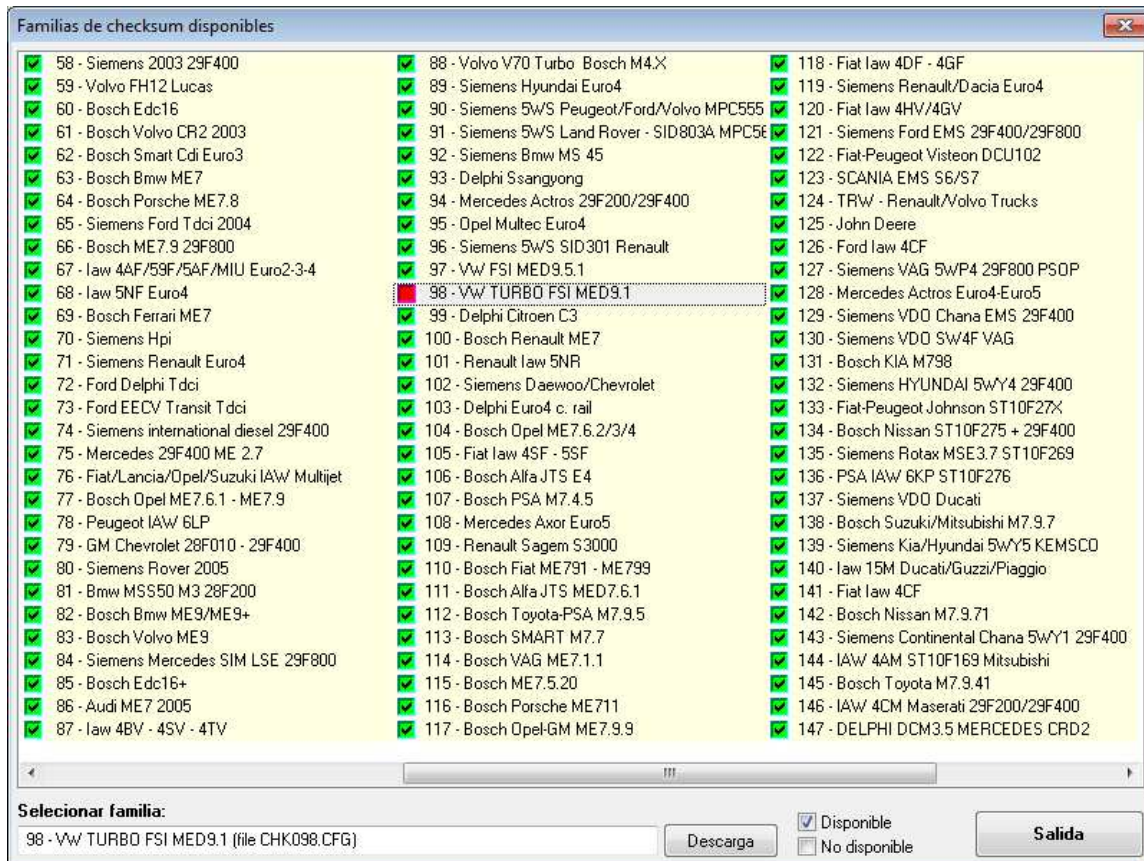 Familias de checksum disponibles
58 - Siemens 2003 29F400
59 - Volvo FH12 Lucas
60 - Bosch Edc16
61 - Bosch Volvo CR2 2003
62 - Bosch Smart Cdi Euro3
63 - Bosch Bmw ME7
64 - Bosch Porsche ME7.8
65 - Siemens Ford Tdci 2004
66 - Bosch ME7.9 29F800
67 - Iaw 4AF/59F/5AF/MIU Euro2-3-4
68 - Iaw 5NF Euro4
69 - Bosch Ferrari ME7
70 - Siemens Hpi
71 - Siemens Renault Euro4
72 - Ford Delphi Tdci
73 - Ford EECV Transit Tdci
74 - Siemens international diesel 29F400
75 - Mercedes 29F400 ME 2.7
76 - Fiat/Lancia/Opel/Suzuki IAW Multijet
77 - Bosch Opel ME7.6.1 - ME7.9
78 - Peugeot IAW 6LP
79 - GM Chevrolet 28F010 - 29F400
80 - Siemens Rover 2005
81 - Bmw MSS50 M3 28F200
82 - Bosch Bmw ME9/ME9+
83 - Bosch Volvo ME9
84 - Siemens Mercedes SIM LSE 29F800
85 - Bosch Edc16+
86 - Audi ME7 2005
87 - Iaw 4BV - 4SV - 4TV
88 - Volvo V70 Turbo  Bosch M4.X
89 - Siemens Hyundai Euro4
90 - Siemens 5WS Peugeot/Ford/Volvo MPC555
91 - Siemens 5WS Land Rover - SID803A MPC56
92 - Siemens Bmw MS 45
93 - Delphi Ssangyong
94 - Mercedes Actros 29F200/29F400
95 - Opel Multec Euro4
96 - Siemens 5WS SID301 Renault
97 - VW FSI MED9.5.1
98 - VW TURBO FSI MED9.1
99 - Delphi Citroen C3
100 - Bosch Renault ME7
101 - Renault Iaw 5NR
102 - Siemens Daewoo/Chevrolet
103 - Delphi Euro4 c. rail
104 - Bosch Opel ME7.6.2/3/4
105 - Fiat Iaw 4SF - 5SF
106 - Bosch Alfa JTS E4
107 - Bosch PSA M7.4.5
108 - Mercedes Axor Euro5
109 - Renault Sagem S3000
110 - Bosch Fiat ME791 - ME799
111 - Bosch Alfa JTS MED7.6.1
112 - Bosch Toyota-PSA M7.9.5
113 - Bosch SMART M7.7
114 - Bosch VAG ME7.1.1
115 - Bosch ME7.5.20
116 - Bosch Porsche ME711
117 - Bosch Opel-GM ME7.9.9
118 - Fiat Iaw 4DF - 4GF
119 - Siemens Renault/Dacia Euro4
120 - Fiat Iaw 4HV/4GV
121 - Siemens Ford EMS 29F400/29F800
122 - Fiat-Peugeot Visteon DCU102
123 - SCANIA EMS S6/S7
124 - TRW - Renault/Volvo Trucks
125 - John Deere
126 - Ford Iaw 4CF
127 - Siemens VAG 5WP4 29F800 PSOP
128 - Mercedes Actros Euro4-Euro5
129 - Siemens VDO Chana EMS 29F400
130 - Siemens VDO SW4F VAG
131 - Bosch KIA M798
132 - Siemens HYUNDAI 5WY4 29F400
133 - Fiat-Peugeot Johnson ST10F27X
134 - Bosch Nissan ST10F275 + 29F400
135 - Siemens Rotax MSE3.7 ST10F269
136 - PSA IAW 6KP ST10F276
137 - Siemens VDO Ducati
138 - Bosch Suzuki/Mitsubishi M7.9.7
139 - Siemens Kia/Hyundai 5WY5 KEMSCO
140 - Iaw 15M Ducati/Guzzi/Piaggio
141 - Fiat Iaw 4CF
142 - Bosch Nissan M7.9.71
143 - Siemens Continental Chana 5WY1 29F400
144 - IAW 4AM ST10F169 Mitsubishi
145 - Bosch Toyota M7.9.41
146 - IAW 4CM Maserati 29F200/29F400
147 - DELPHI DCM3.5 MERCEDES CRD2
Selecionar familia:
98 - VW TURBO FSI MED9.1 (file CHK098.CFG)
Descarga
Disponible
No disponible
Salida